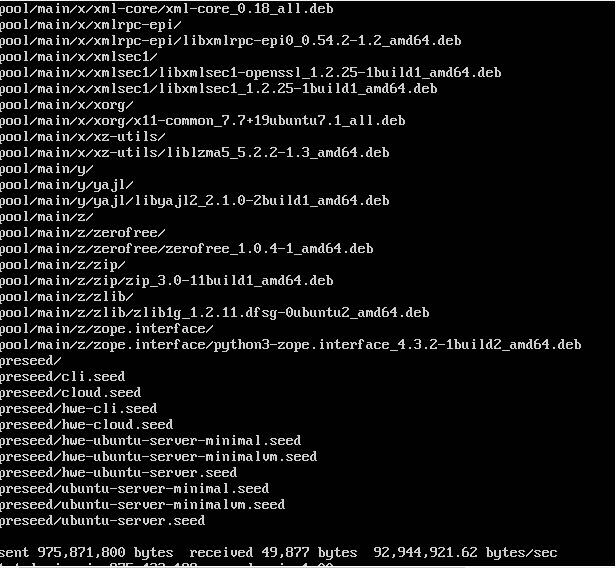 pool/main/x/xml-core/xml-core_0.18_all.deb
pool/main/x/xmlrpc-epi/
pool/main/x/xmlrpc-epi/libxmlrpc-epi0_0.54.2-1.2_amd64.deb
pool/main/x/xmlsec1/
pool/main/x/xmlsec1/libxmlsec1-openssl_1.2.25-1build1_amd64.deb
pool/main/x/xmlsec1/libxmlsec1_1.2.25-1build1_amd64.deb
pool/main/x/xorg/
pool/main/x/xorg/x11-common_7.7+19ubuntu7.1_all.deb
pool/main/x/xz-utils/
pool/main/x/xz-utils/liblzma5_5.2.2-1.3_amd64.deb
pool/main/y/
pool/main/y/yajl/
pool/main/y/yajl/libyajl2_2.1.0-2build1_amd64.deb
pool/main/z/
pool/main/z/zerofree/
pool/main/z/zerofree/zerofree_1.0.4-1_amd64.deb
pool/main/z/zip/
pool/main/z/zip/zip_3.0-11build1_amd64.deb
pool/main/z/zlib/
pool/main/z/zlib/zlib1g_1.2.11.dfsg-0ubuntu2_amd64.deb
pool/main/z/zope.interface/
pool/main/z/zope.interface/python3-zope.interface_4.3.2-1build2_amd64.deb
preseed/
preseed/cli.seed
preseed/cloud.seed
preseed/hwe-cli.seed
preseed/hwe-cloud.seed
preseed/hwe-ubuntu-server-minimal.seed
preseed/hwe-ubuntu-server-minimalvm.seed
preseed/hwe-ubuntu-server.seed
preseed/ubuntu-server-minimal.seed
preseed/ubuntu-server-minimalvm.seed
preseed/ubuntu-server.seed
sent 975,871,800 bytes  received 49,877 bytes  92,944,921.62 bytes/sec